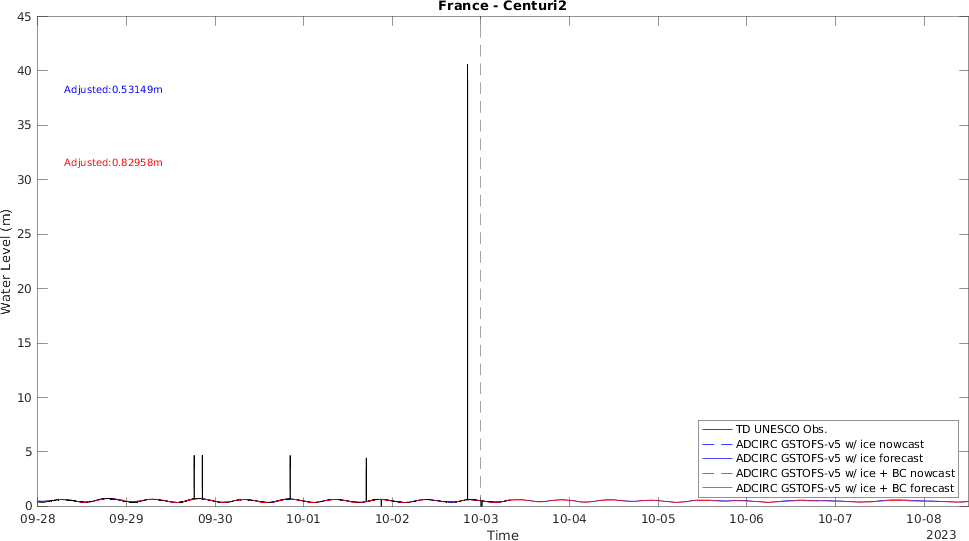 France - Centuri2
45
40
35
30
25
20
15
10
5
0
Water Level (m)
Adjusted:0.53149m
Adjusted:0.82958m
TD UNESCO Obs.
ADCIRC GSTOFS-v5 w/ ice nowcast
ADCIRC GSTOFS-v5 w/ ice forecast
ADCIRC GSTOFS-v5 w/ ice + BC nowcast
ADCIRC GSTOFS-v5 w/ ice + BC forecast
09-28 09-29 09-30 10-01 10-02 10-03 10-04 10-05 10-06 10-07 10-08
2023
Time